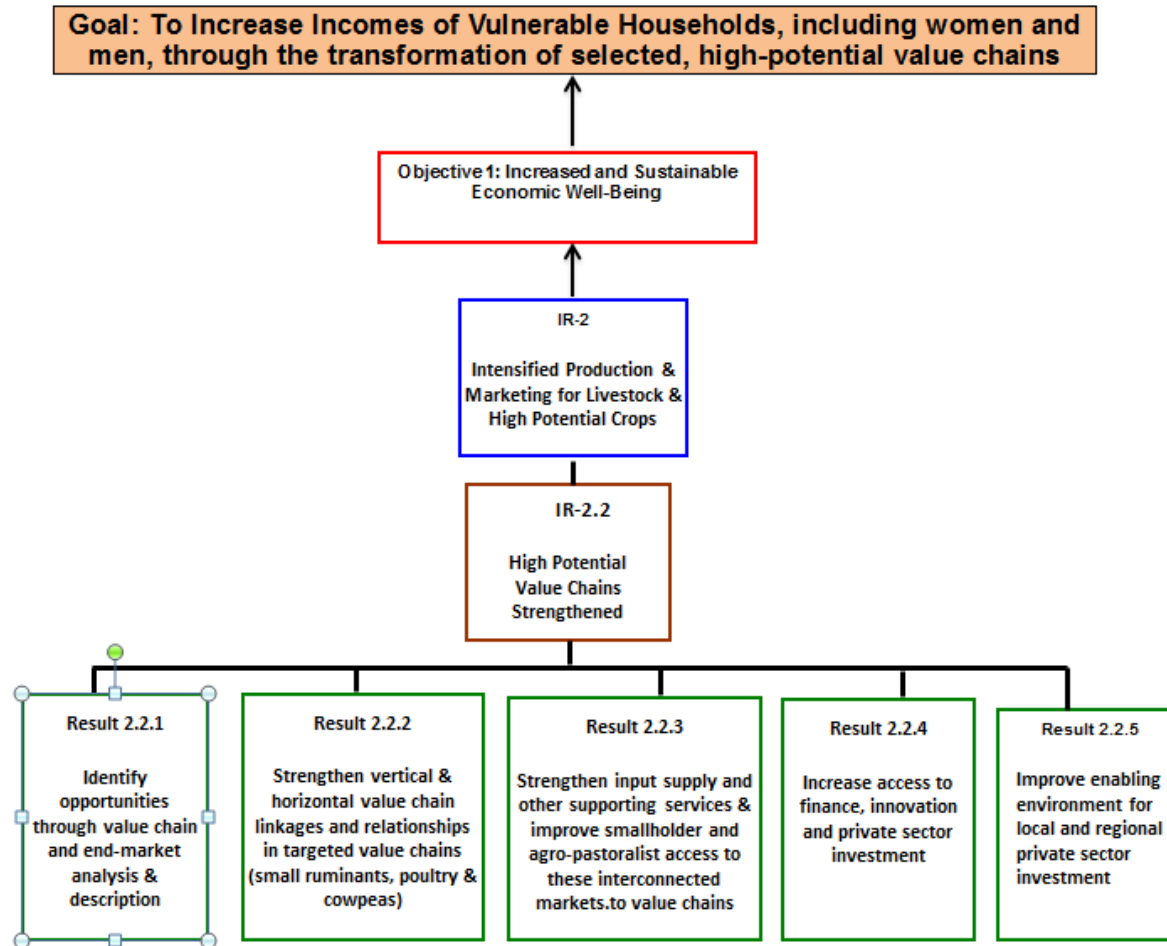 Goal: To Increase Incomes of Vulnerable Households, including women and
men, through the transformation of selected, high-potential value chains
Objective 1: Increased and Sustainable
Economic Well-Being
IR-2
Intensified Production &
Marketing for Livestock &
High Potential Crops
IR-2.2
High Potential
Value Chains
Strengthened
Result 2.2.1
Identify
opportunities
through value chain
and end-market
analysis &
description
Result 2.2.2
Strengthen vertical &
horizontal value chain
linkages and relationships
in targeted value chains
(small ruminants, poultry &
cowpeas)
Result 2.2.3
Strengthen input supply and
other supporting services &
improve smallholder and
agro-pastoralist access to
these interconnected
markets.to value chains
Result 2.2.4
Increase access to
finance, innovation
and private sector
investment
Result 2.2.5
Improve enabling
environment for
local and regional
private sector
investment